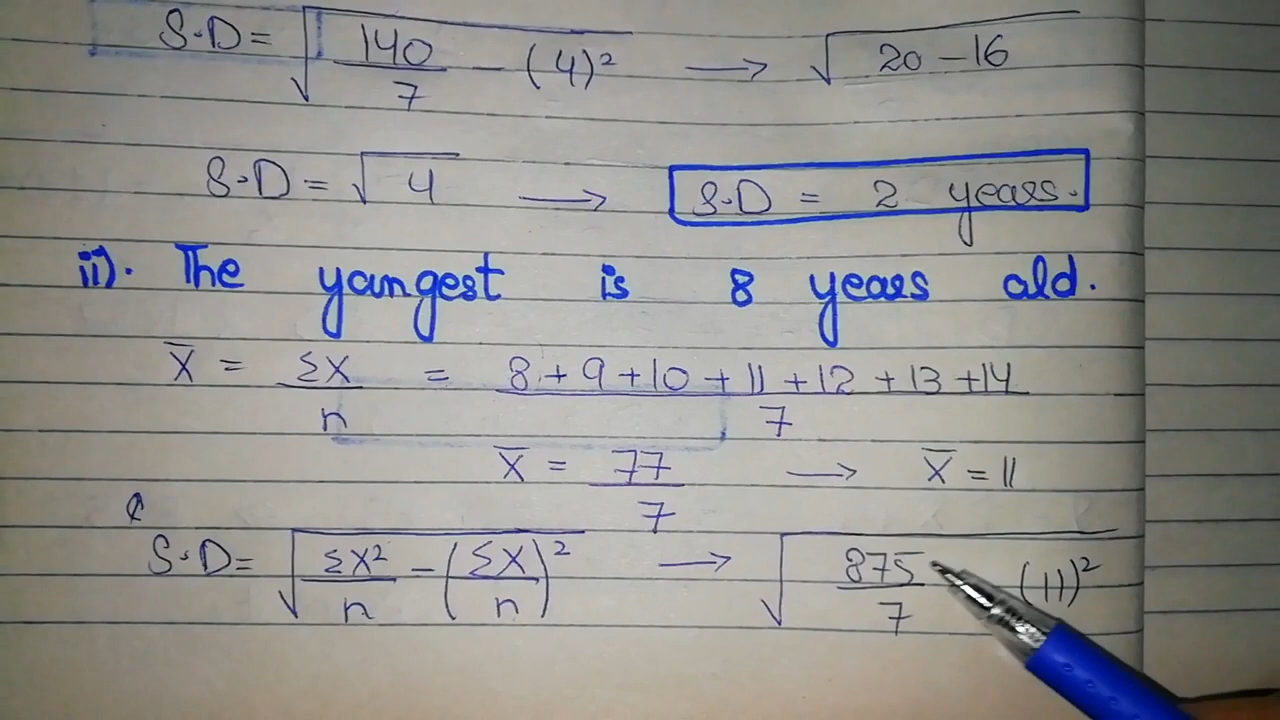 S.D = √ 140/7 - (4)² → √ 20 - 16
S.D = √ 4 → S.D = 2 years.
ii). The yangest is 8 years old.
X̄ = ΣX/n = 8 + 9 + 10 + 11 + 12 + 13 + 14/7
X̄ = 77/7 → X̄ = 11
&
S.D = √ ΣX²/n - (ΣX/n)² → √ 875/7 (11)²